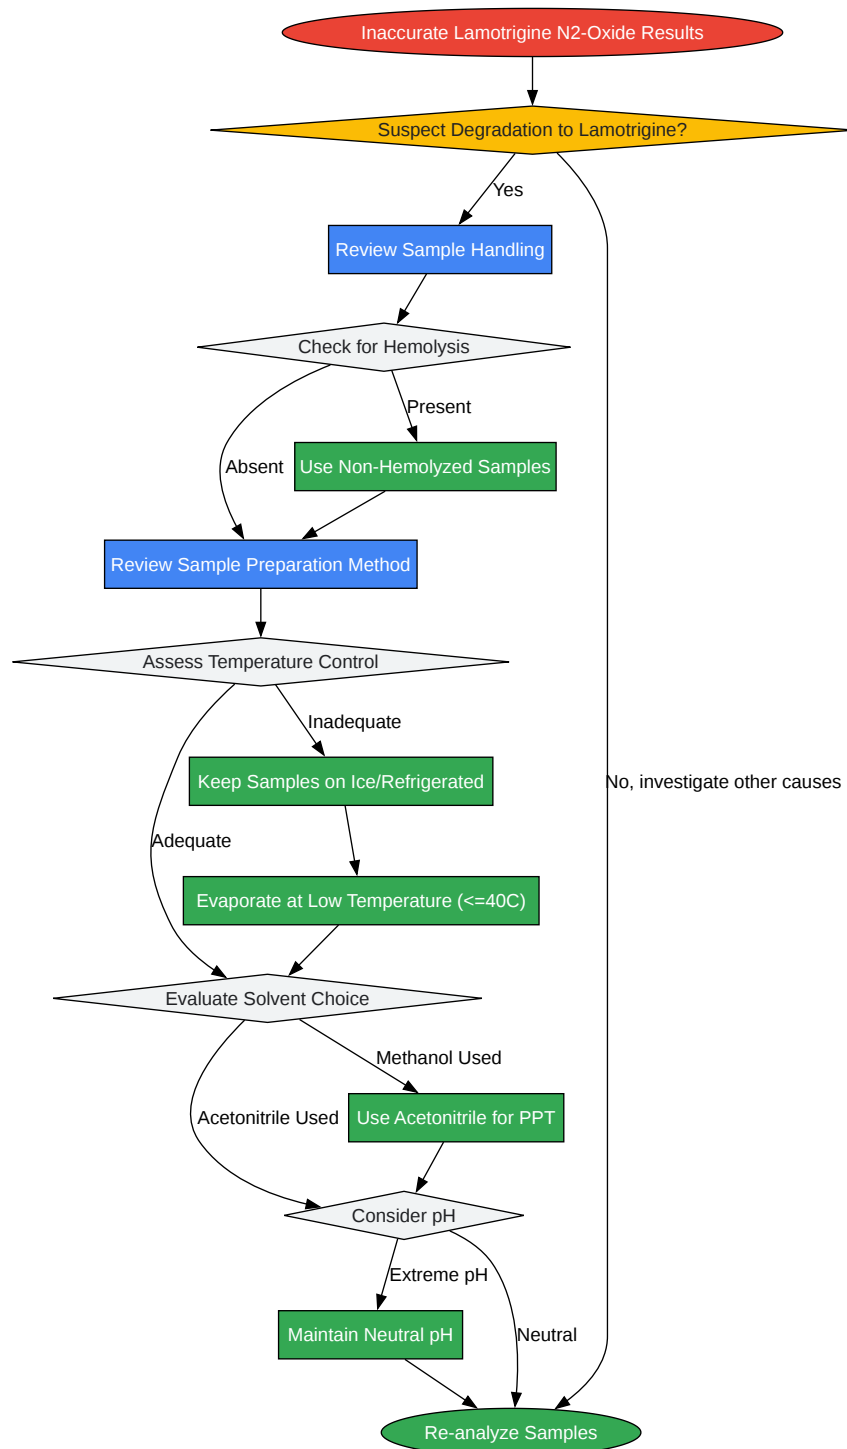 Inaccurate Lamotrigine N2-Oxide Results
Suspect Degradation to Lamotrigine?
Yes
Review Sample Handling
Check for Hemolysis
Present
Absent
Use Non-Hemolyzed Samples
Review Sample Preparation Method
Assess Temperature Control
Inadequate
Keep Samples on Ice/Refrigerated
No, investigate other causes
Adequate
Evaporate at Low Temperature (<=40C)
Evaluate Solvent Choice
Methanol Used
Acetonitrile Used
Use Acetonitrile for PPT
Consider pH
Extreme pH
Maintain Neutral pH
Neutral
Re-analyze Samples